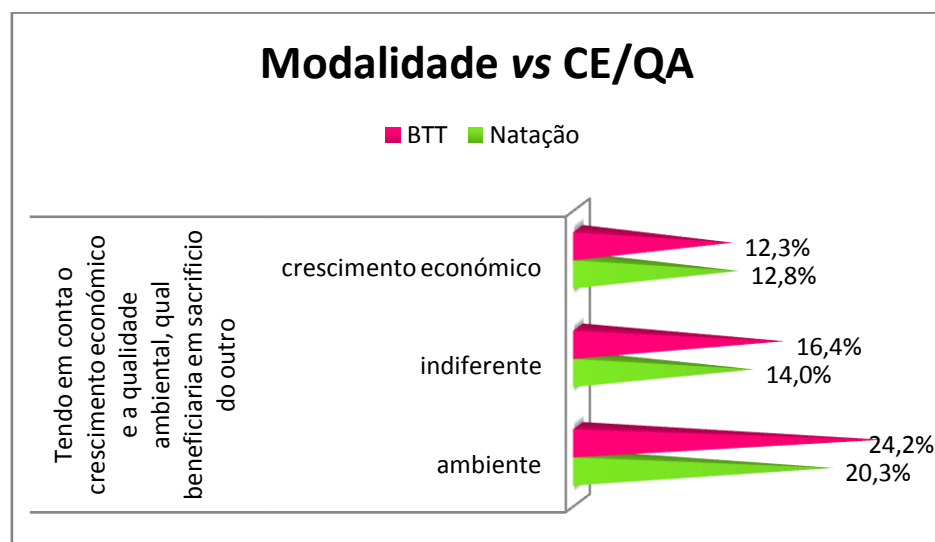 Modalidade vs CE/QA
BTT
Natação
Tendo em conta o
crescimento económico
e a qualidade
ambiental, qual
beneficiaria em sacrificio
do outro
crescimento económico
12,3%
12,8%
indiferente
16,4%
14,0%
ambiente
24,2%
20,3%